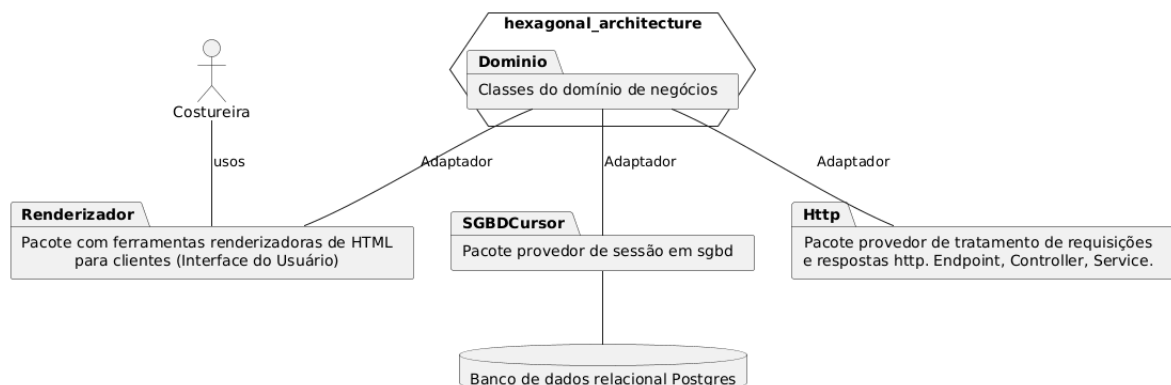 hexagonal_architecture
Dominio
Classes do domínio de negócios
Costureira
usos
Adaptador
Adaptador
Adaptador
Renderizador
Pacote com ferramentas renderizadoras de HTML
para clientes (Interface do Usuário)
SGBDCursor
Pacote provedor de sessão em sgbd
Http
Pacote provedor de tratamento de requisições
e respostas http. Endpoint, Controller, Service.
Banco de dados relacional Postgres